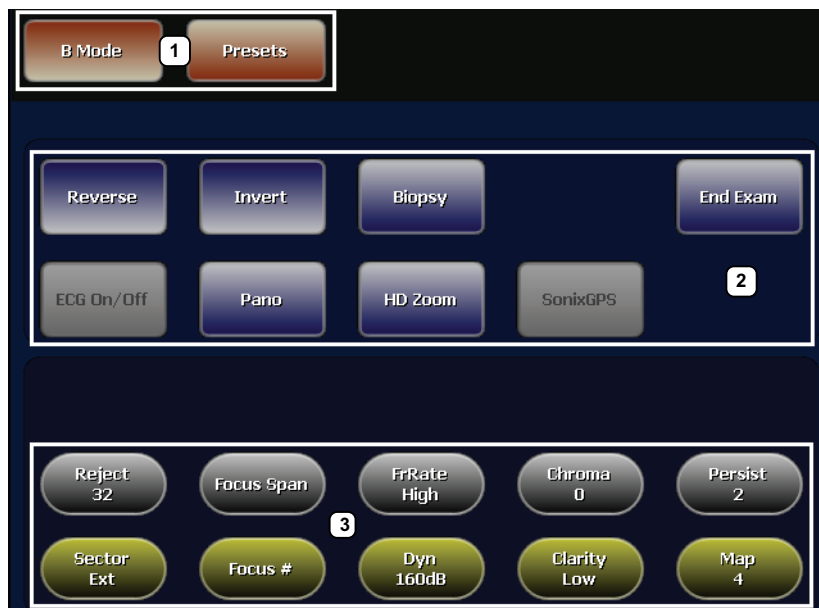 B Mode
1
Presets
Reverse
Invert
Biopsy
End Exam
ECG On/Off
Pano
HD Zoom
SonixGPS
2
Reject
32
Focus Span
FrRate
High
Chroma
0
Persist
2
3
Sector
Ext
Focus #
Dyn
160dB
Clarity
Low
Map
4